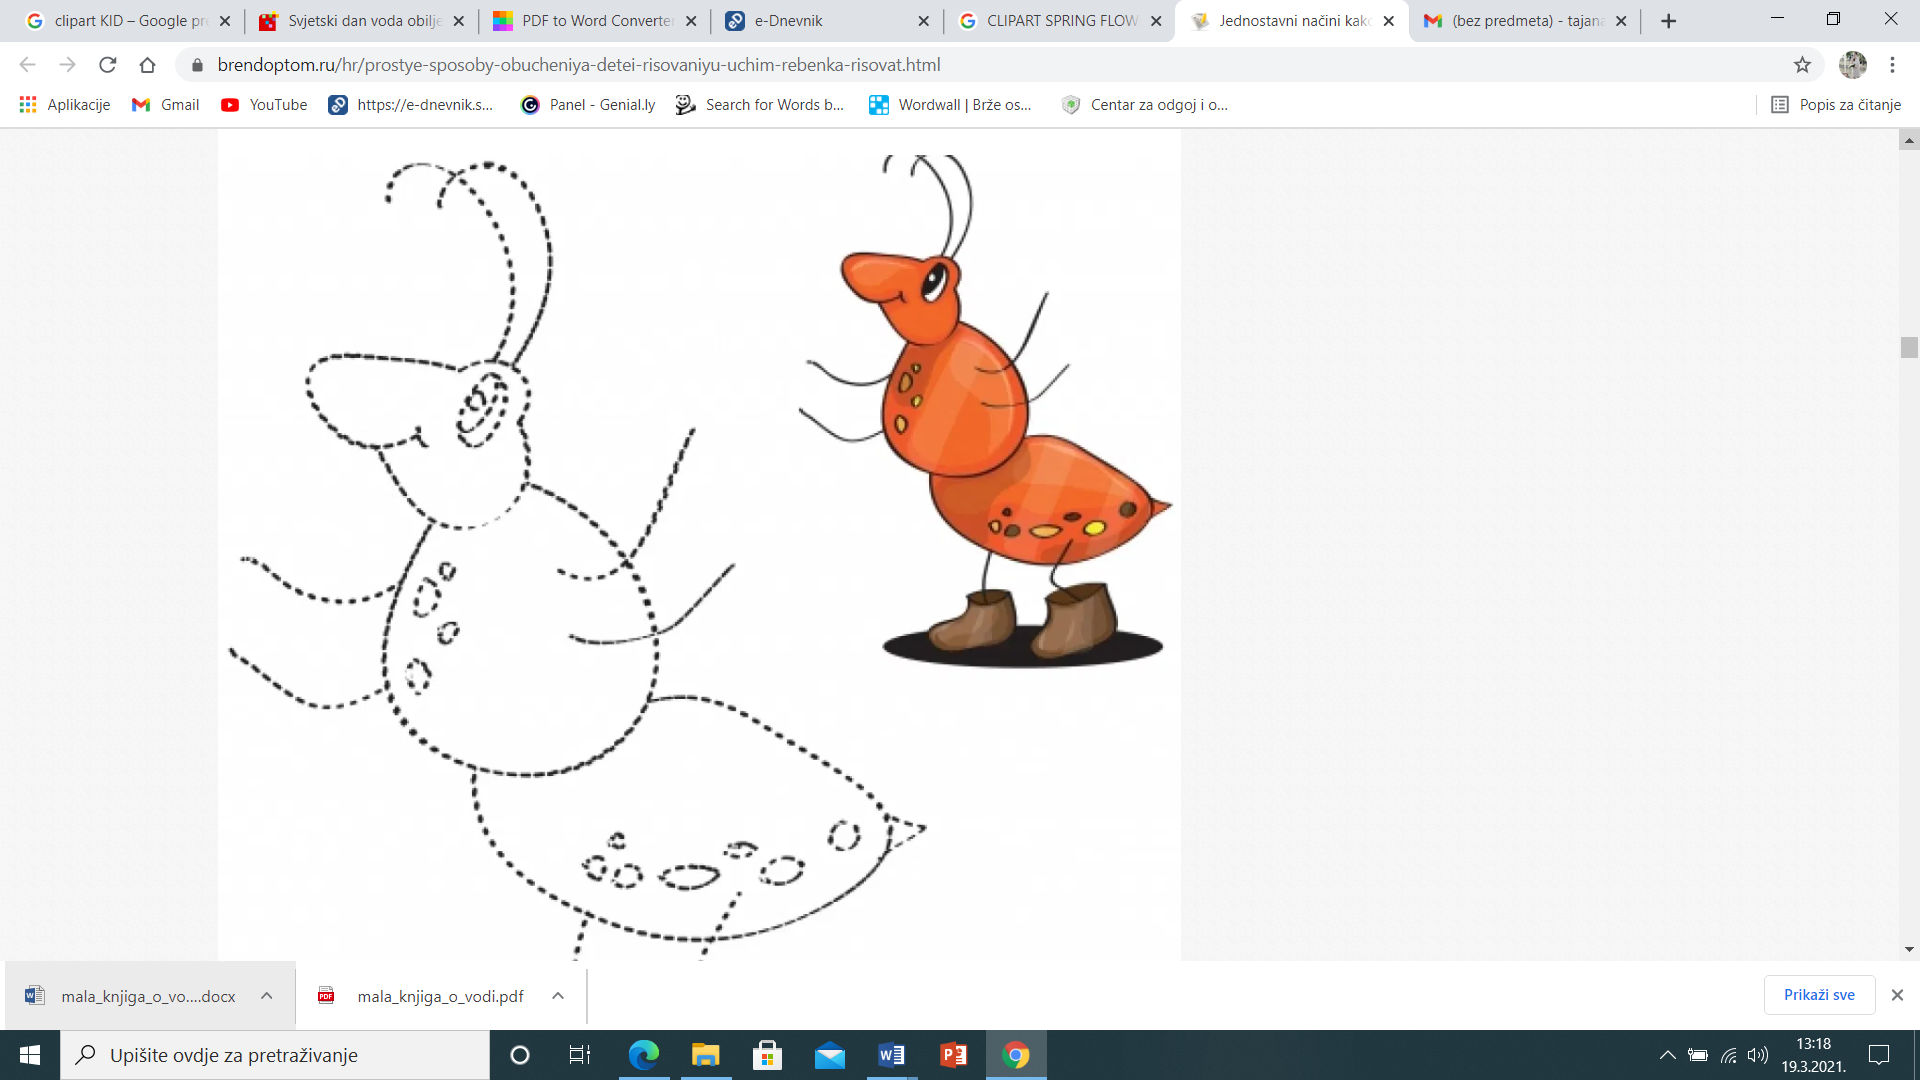 clipart KID – Google pr
Svjetski dan voda obilje
PDF to Word Converter
e-Dnevnik
CLIPART SPRING FLOW
Jednostavni načini kako
(bez predmeta) - tajana
brendoptom.ru/hr/prostye-sposoby-obucheniya-detei-risovaniyu-uchim-rebenka-risovat.html
Aplikacije
Gmail
YouTube
https://e-dnevnik.s...
Panel - Genial.ly
Search for Words b...
Wordwall | Brže os...
Centar za odgoj i o...
Popis za čitanje
mala_knjiga_o_vo....docx
PDF
mala_knjiga_o_vodi.pdf
Prikaži sve
Upišite ovdje za pretraživanje
13:18
19.3.2021.